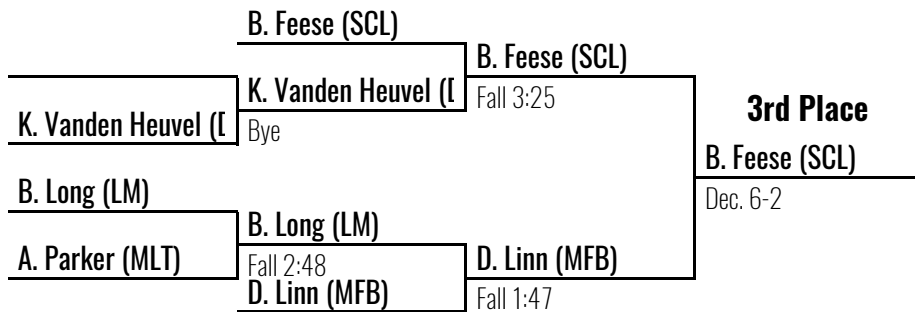 B. Feese (SCL)
B. Feese (SCL)
K. Vanden Heuvel ([
Fall 3:25
3rd Place
K. Vanden Heuvel ([
Bye
B. Feese (SCL)
B. Long (LM)
Dec. 6-2
B. Long (LM)
A. Parker (MLT)
Fall 2:48
D. Linn (MFB)
D. Linn (MFB)
Fall 1:47